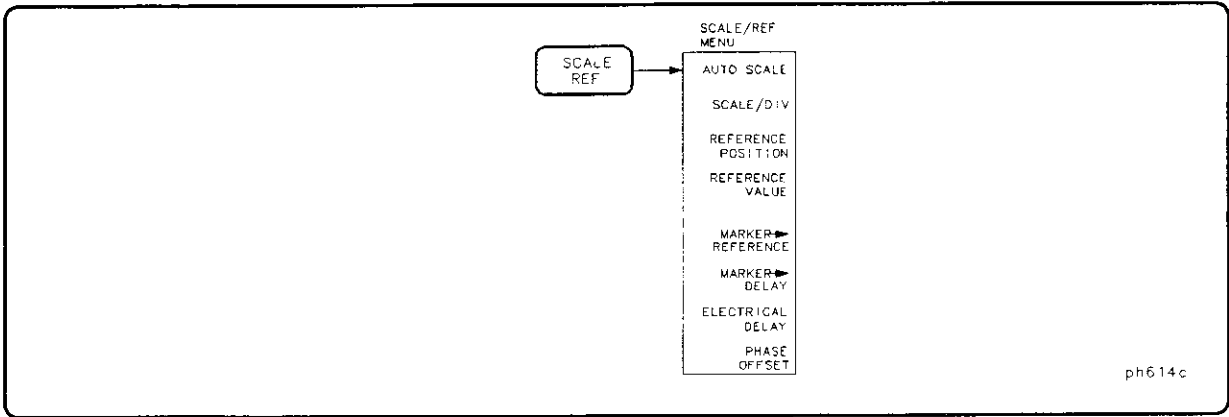 SCALE/REF
MENU
SCALE
REF
AUTO SCALE
SCALE/DIV
REFERENCE
POSITION
REFERENCE
VALUE
MARKER➤
REFERENCE
MARKER➤
DELAY
ELECTRICAL
DELAY
PHASE
OFFSET
ph614c